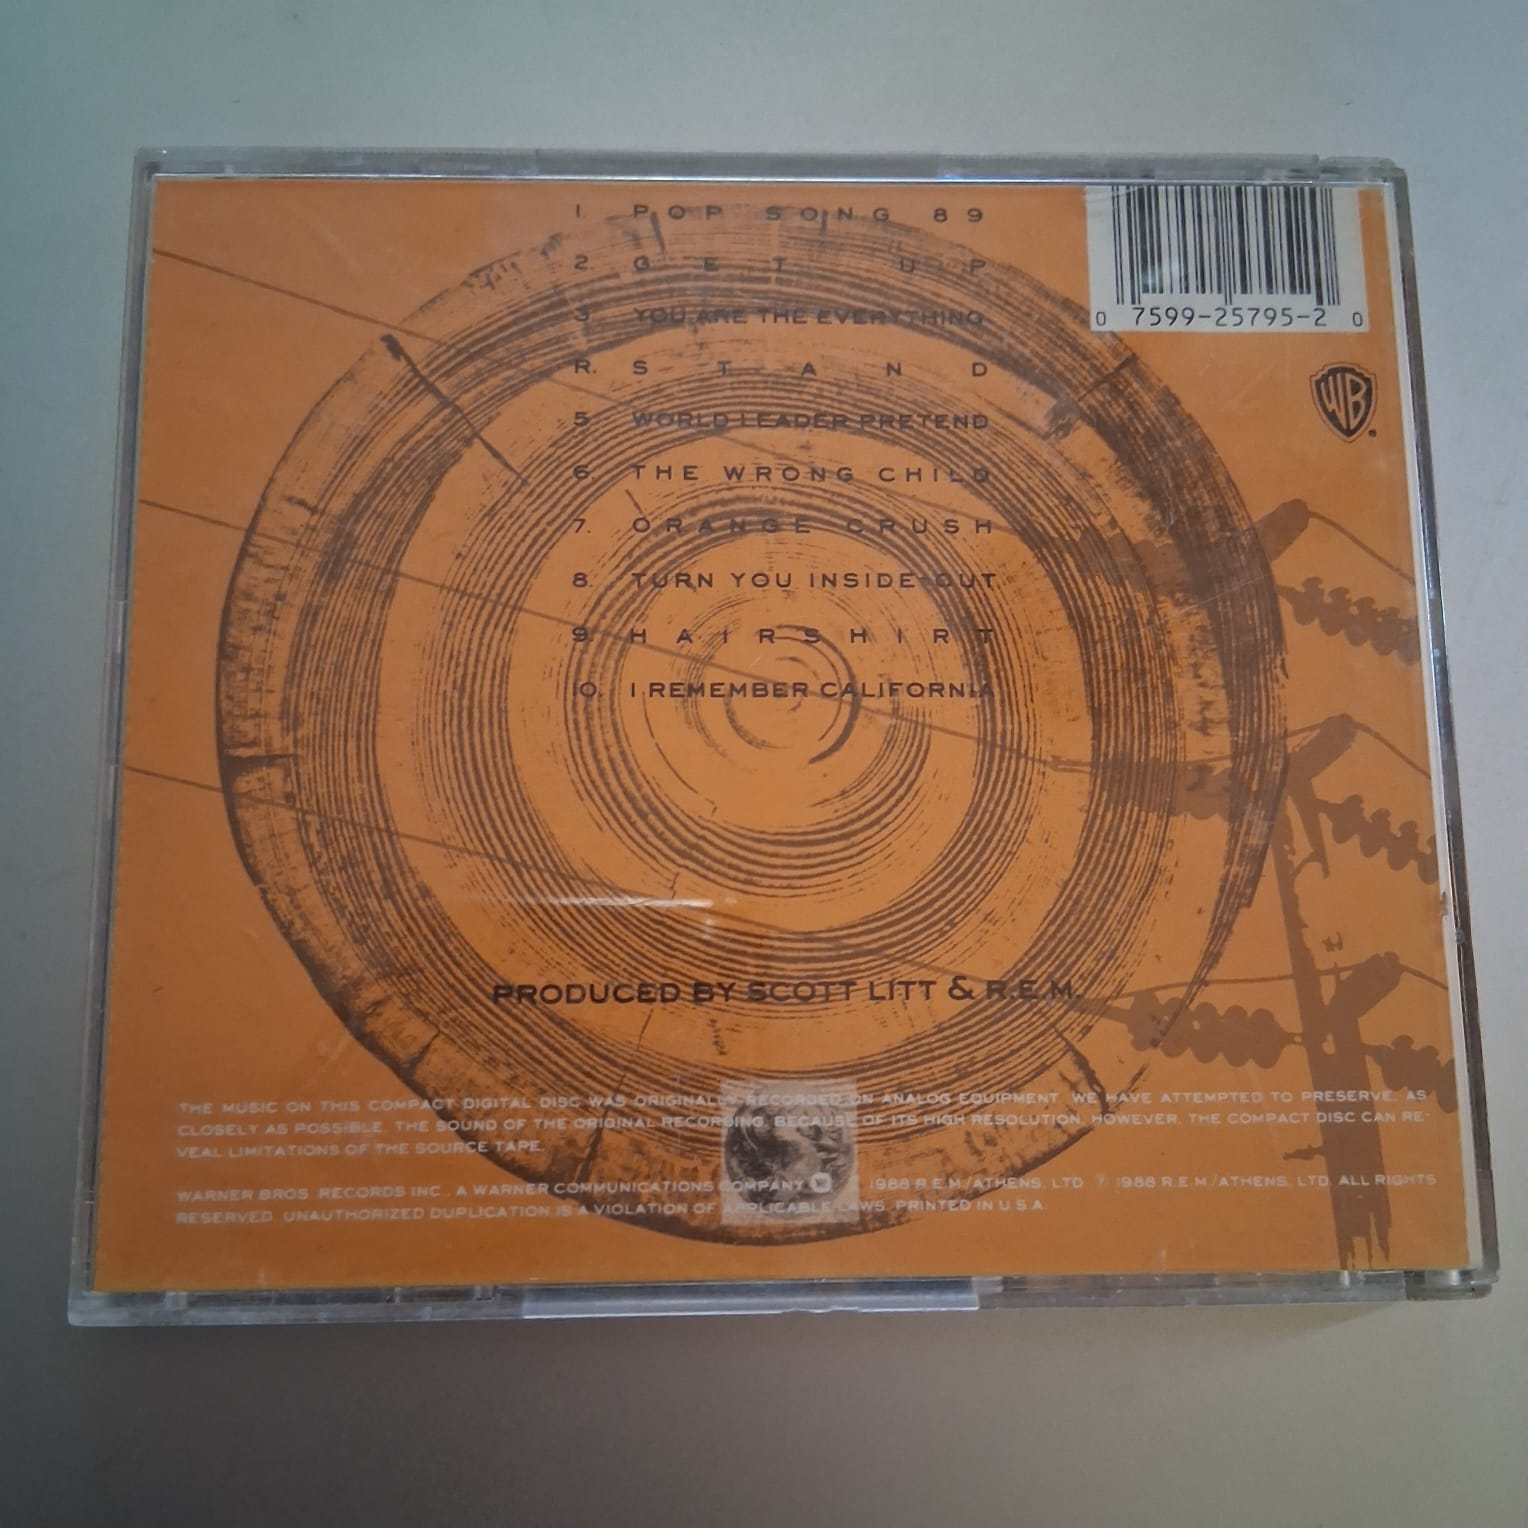 1. POP SONG 89
2. GET UP
3. YOU ARE THE EVERYTHING
R. STAND
5. WORLD LEADER PRETEND
6. THE WRONG CHILD
7. ORANGE CRUSH
8. TURN YOU INSIDE-OUT
9. HAIRSHIRT
10. I REMEMBER CALIFORNIA
0 7599-25795-2 0
WB
PRODUCED BY SCOTT LITT & R.E.M.
THE MUSIC ON THIS COMPACT DIGITAL DISC WAS ORIGINALLY RECORDED ON ANALOG EQUIPMENT. WE HAVE ATTEMPTED TO PRESERVE, AS
CLOSELY AS POSSIBLE, THE SOUND OF THE ORIGINAL RECORDING. BECAUSE OF ITS HIGH RESOLUTION, HOWEVER, THE COMPACT DISC CAN RE-
VEAL LIMITATIONS OF THE SOURCE TAPE.
WARNER BROS. RECORDS INC., A WARNER COMMUNICATIONS COMPANY. 1988 R.E.M./ATHENS, LTD. ℗ 1988 R.E.M./ATHENS, LTD. ALL RIGHTS
RESERVED. UNAUTHORIZED DUPLICATION IS A VIOLATION OF APPLICABLE LAWS. PRINTED IN U.S.A.